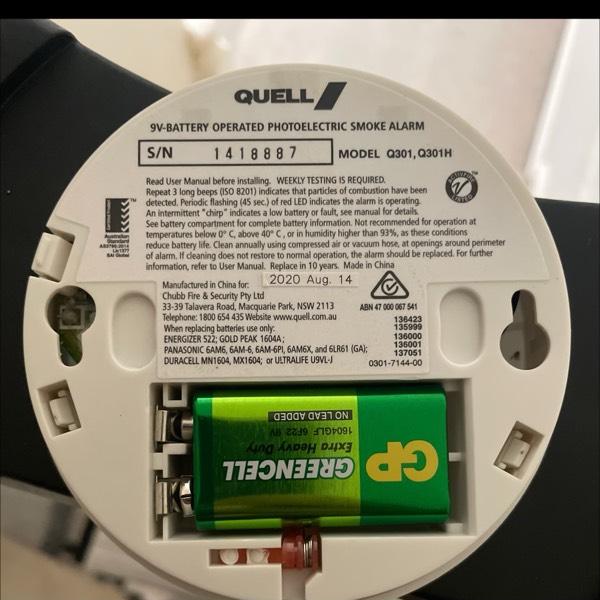 QUELL
9V-BATTERY OPERATED PHOTOELECTRIC SMOKE ALARM
S/N 1418887 MODEL Q301, Q301H
Read User Manual before installing. WEEKLY TESTING IS REQUIRED.
Repeat 3 long beeps (ISO 8201) indicates that particles of combustion have been
detected. Periodic flashing (45 sec.) of red LED indicates the alarm is operating.
An intermittent "chirp" indicates a low battery or fault, see manual for details.
See battery compartment for complete battery information. Not recommended for operation at
temperatures below 0° C, above 40° C, or in humidity higher than 93%, as these conditions
reduce battery life. Clean annually using compressed air or vacuum hose, at openings around perimeter
of alarm. If cleaning does not restore to normal operation, the alarm should be replaced. For further
information, refer to User Manual. Replace in 10 years. Made in China
TM
Australian
Standard
AS3786:2014
Lic1377
SAI Global
ACTIVFIRE
Manufactured in China for: 2020 Aug. 14
Chubb Fire & Security Pty Ltd
33-39 Talavera Road, Macquarie Park, NSW 2113
Telephone: 1800 654 435 Website www.quell.com.au
When replacing batteries use only:
ENERGIZER 522; GOLD PEAK 1604A;
PANASONIC 6AM6, 6AM-6, 6AM-6PI, 6AM6X, and 6LR61 (GA);
DURACELL MN1604, MX1604; or ULTRALIFE U9VL-J
ABN 47 000 067 541
136423
135999
136000
136001
137051
0301-7144-00
GP
GREENCELL
Extra Heavy Duty
1604GLF 6F22 9V
NO LEAD ADDED